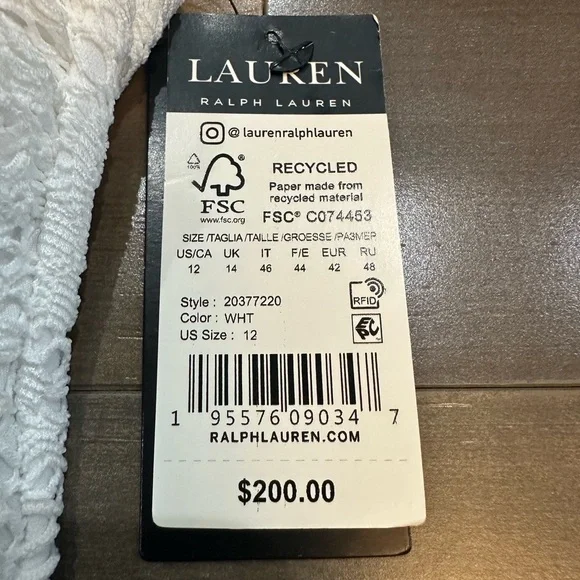 LAUREN
RALPH LAUREN
@ laurenralphlauren
100%
FSC
www.fsc.org
RECYCLED
Paper made from
recycled material
FSC® C074453
SIZE /TAGLIA /TAILLE /GROESSE /PA3MEP
US/CA UK IT F/E EUR RU
12 14 46 44 42 48
Style : 20377220
Color : WHT
US Size : 12
RFID
EPC
1 95576 09034 7
RALPHLAUREN.COM
$200.00